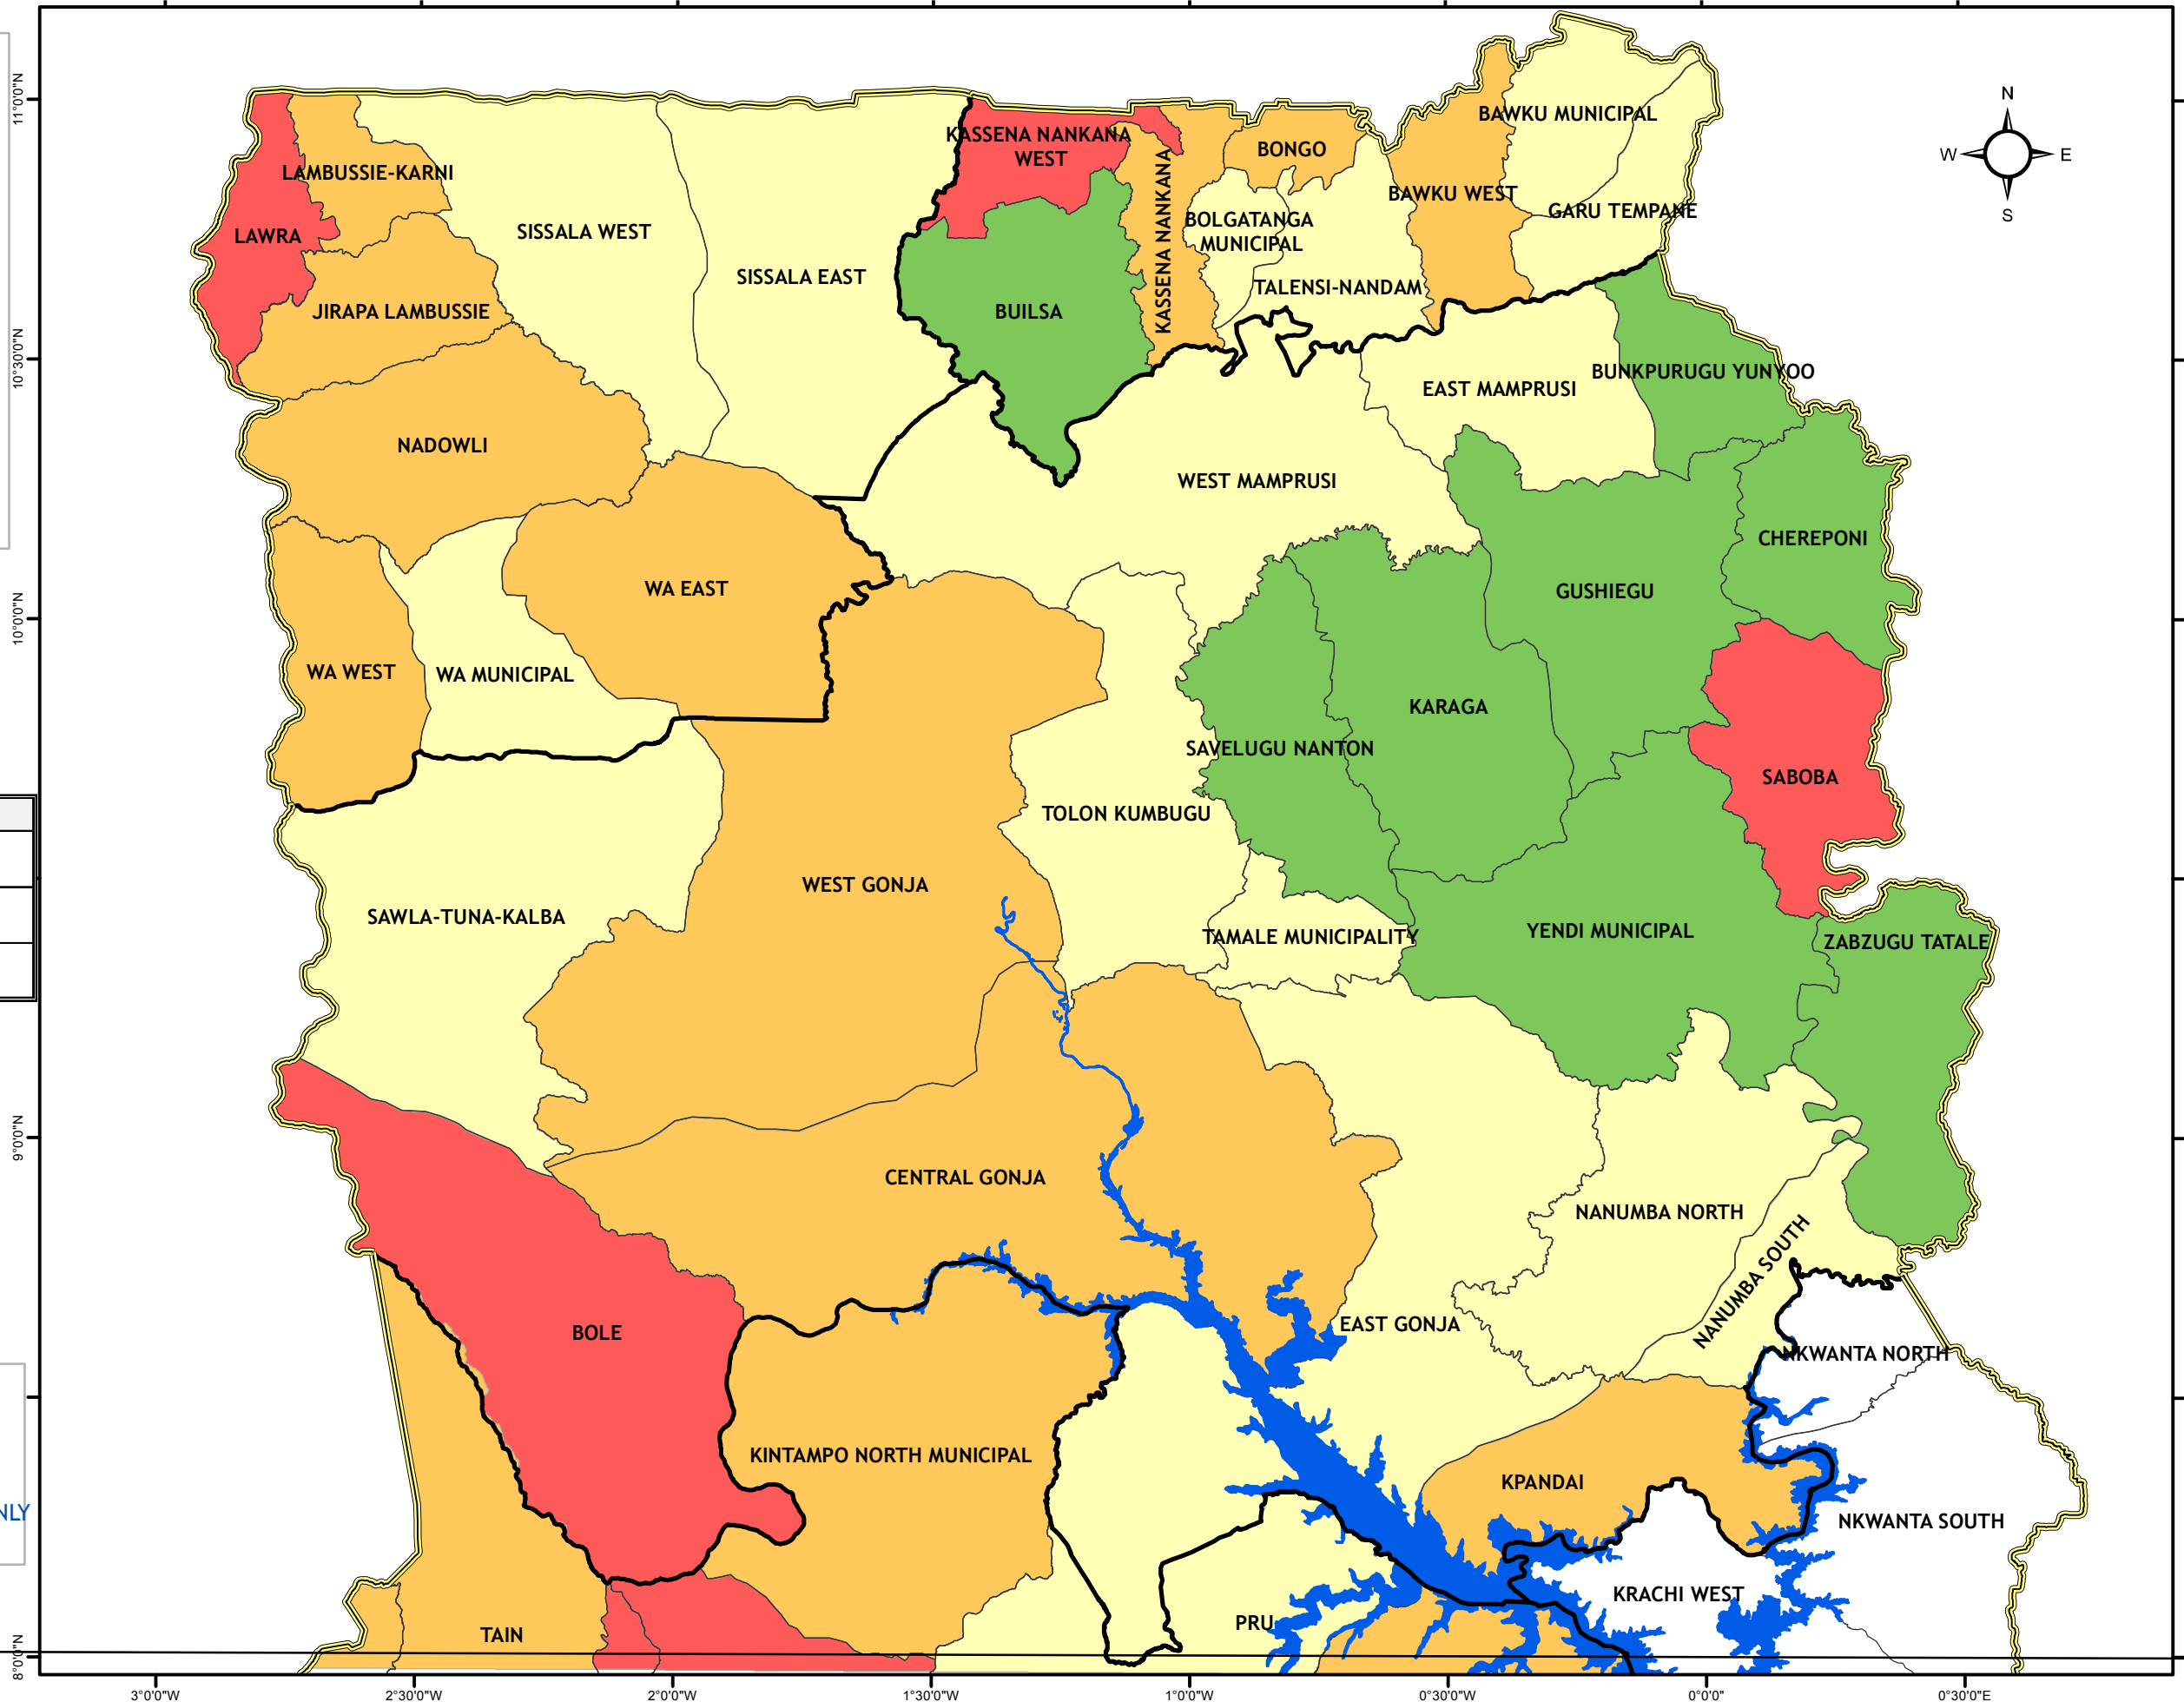 11°0'0"N
N
W
E
S
BAWKU MUNICIPAL
KASSENA NANKANA
WEST
BONGO
LAMBUSSIE-KARNI
KASSENA NANKANA
BAWKU WEST
GARU TEMPANE
LAWRA
SISSALA WEST
BOLGATANGA
MUNICIPAL
SISSALA EAST
TALENSI-NANDAM
JIRAPA LAMBUSSIE
BUILSA
10°30'0"N
BUNKPURUGU YUNYOO
EAST MAMPRUSI
NADOWLI
WEST MAMPRUSI
CHEREPONI
WA EAST
GUSHIEGU
10°0'0"N
WA WEST
WA MUNICIPAL
KARAGA
SAVELUGU NANTON
SABOBA
TOLON KUMBUGU
WEST GONJA
SAWLA-TUNA-KALBA
TAMALE MUNICIPALITY
YENDI MUNICIPAL
ZABZUGU TATALE
9°0'0"N
CENTRAL GONJA
NANUMBA NORTH
NANUMBA SOUTH
BOLE
EAST GONJA
NKWANTA NORTH
KINTAMPO NORTH MUNICIPAL
KPANDAI
NLY
NKWANTA SOUTH
KRACHI WEST
PRU
TAIN
8°0'0"N
3°0'0"W
2°30'0"W
2°0'0"W
1°30'0"W
1°0'0"W
0°30'0"W
0°0'0"
0°30'0"E